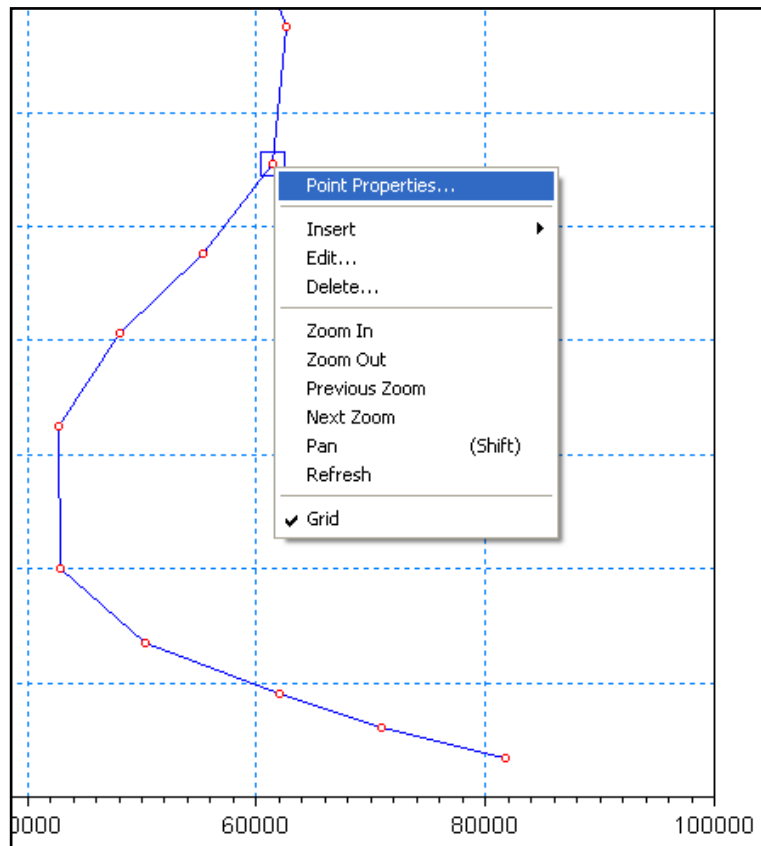 Point Properties...
Insert
Edit...
Delete...
Zoom In
Zoom Out
Previous Zoom
Next Zoom
Pan (Shift)
Refresh
Grid
0000 60000 80000 100000